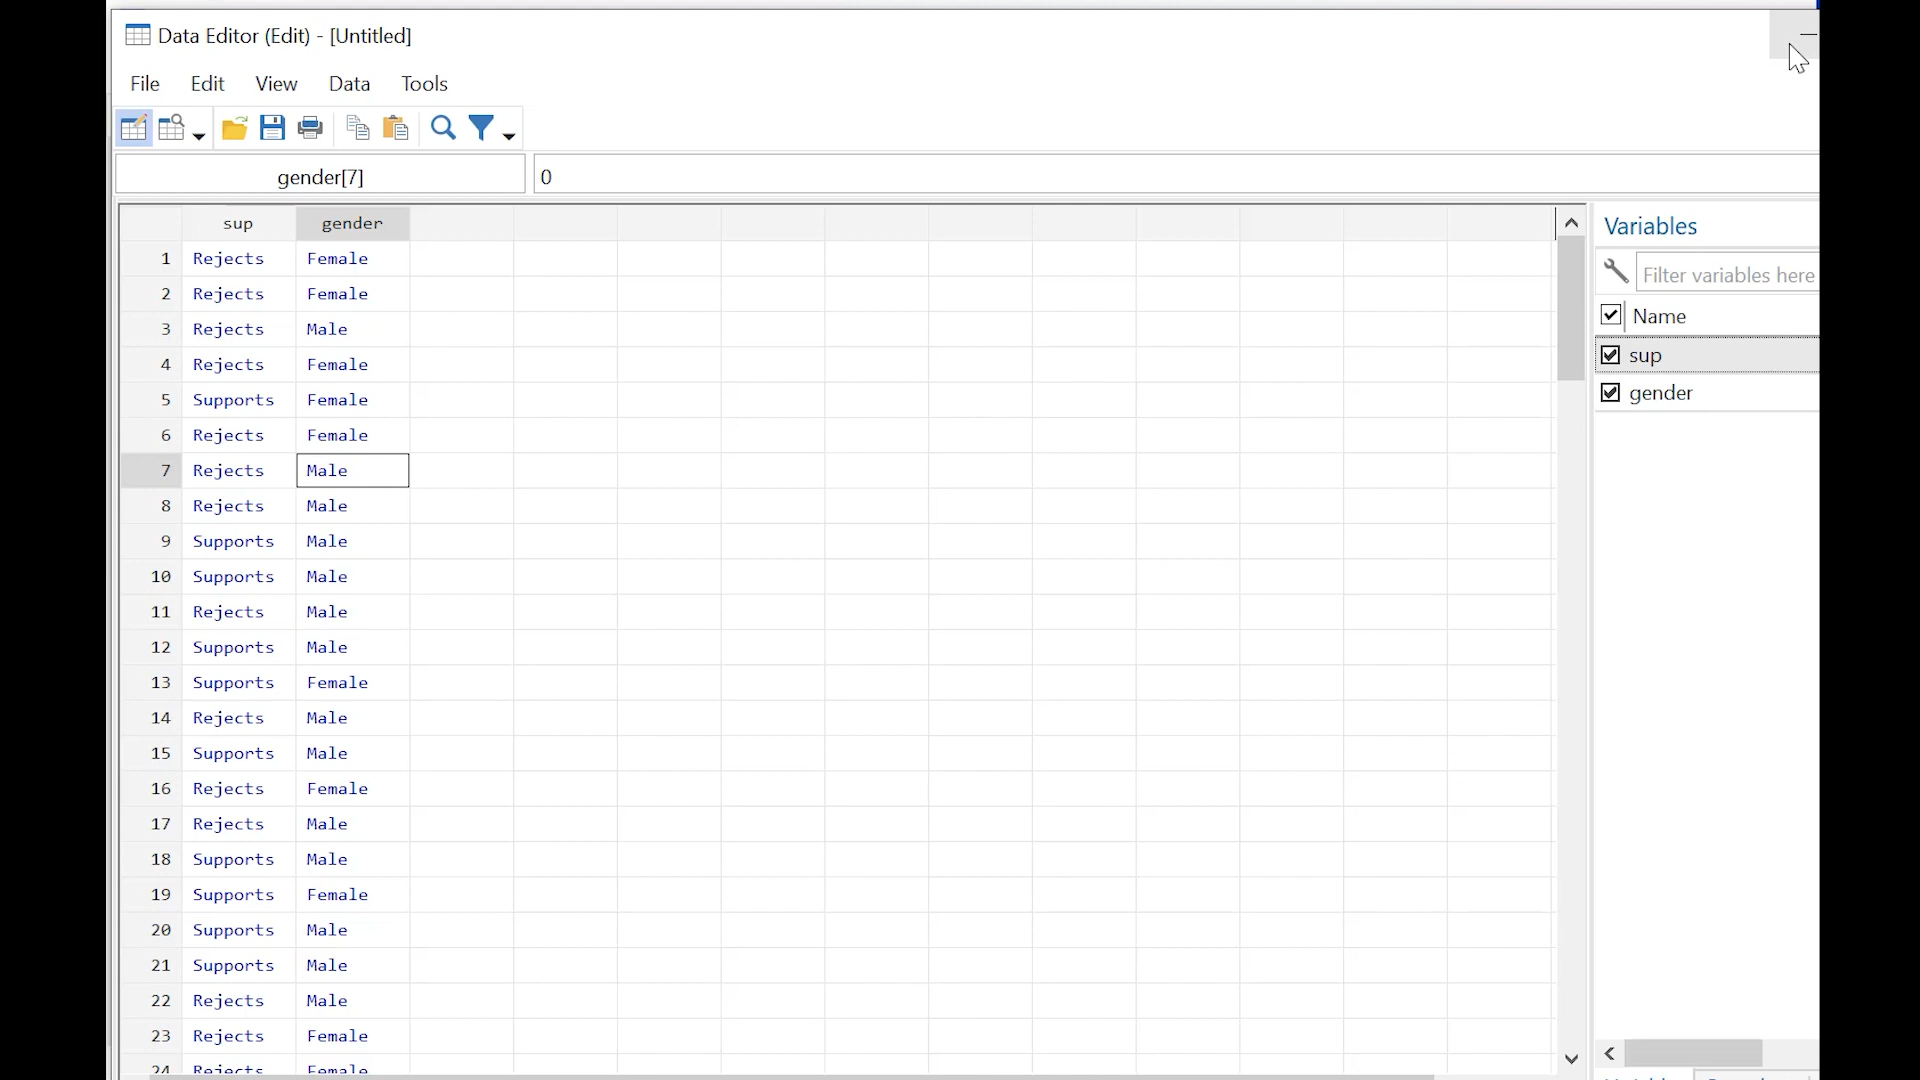 Data Editor (Edit) - [Untitled]
File Edit View Data Tools
gender[7] 0
sup gender
1 Rejects Female
2 Rejects Female
3 Rejects Male
4 Rejects Female
5 Supports Female
6 Rejects Female
7 Rejects Male
8 Rejects Male
9 Supports Male
10 Supports Male
11 Rejects Male
12 Supports Male
13 Supports Female
14 Rejects Male
15 Supports Male
16 Rejects Female
17 Rejects Male
18 Supports Male
19 Supports Female
20 Supports Male
21 Supports Male
22 Rejects Male
23 Rejects Female
24 Rejects Female
Variables
Filter variables here
Name
sup
gender